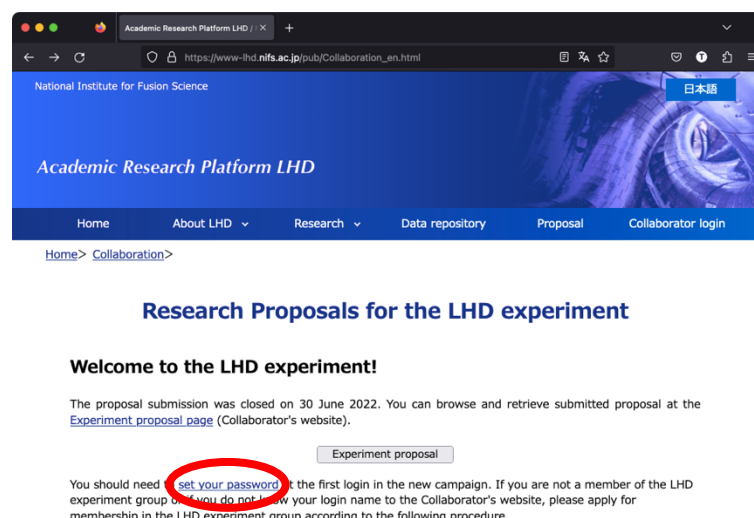 Academic Research Platform LHD / 
https://www-lhd.nifs.ac.jp/pub/Collaboration_en.html
National Institute for Fusion Science
日本語
Academic Research Platform LHD
Home About LHD Research Data repository Proposal Collaborator login
Home> Collaboration>
Research Proposals for the LHD experiment
Welcome to the LHD experiment!
The proposal submission was closed on 30 June 2022. You can browse and retrieve submitted proposal at the
Experiment proposal page (Collaborator's website).
Experiment proposal
You should need set your password the first login in the new campaign. If you are not a member of the LHD
experiment group if you do not know your login name to the Collaborator's website, please apply for
membership in the LHD experiment group according to the following procedure.